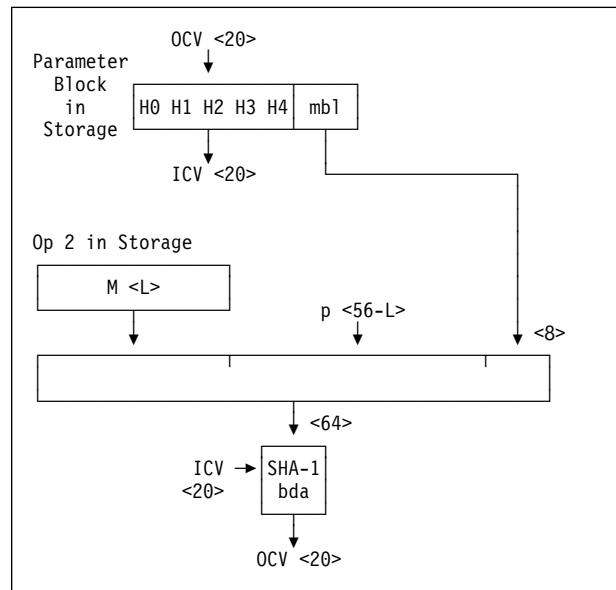 OCV <20>
Parameter
Block
in
Storage
H0 H1 H2 H3 H4 mbl
ICV <20>
Op 2 in Storage
M <L>
p <56-L>
<8>
<64>
ICV
<20>
SHA-1
bda
OCV <20>